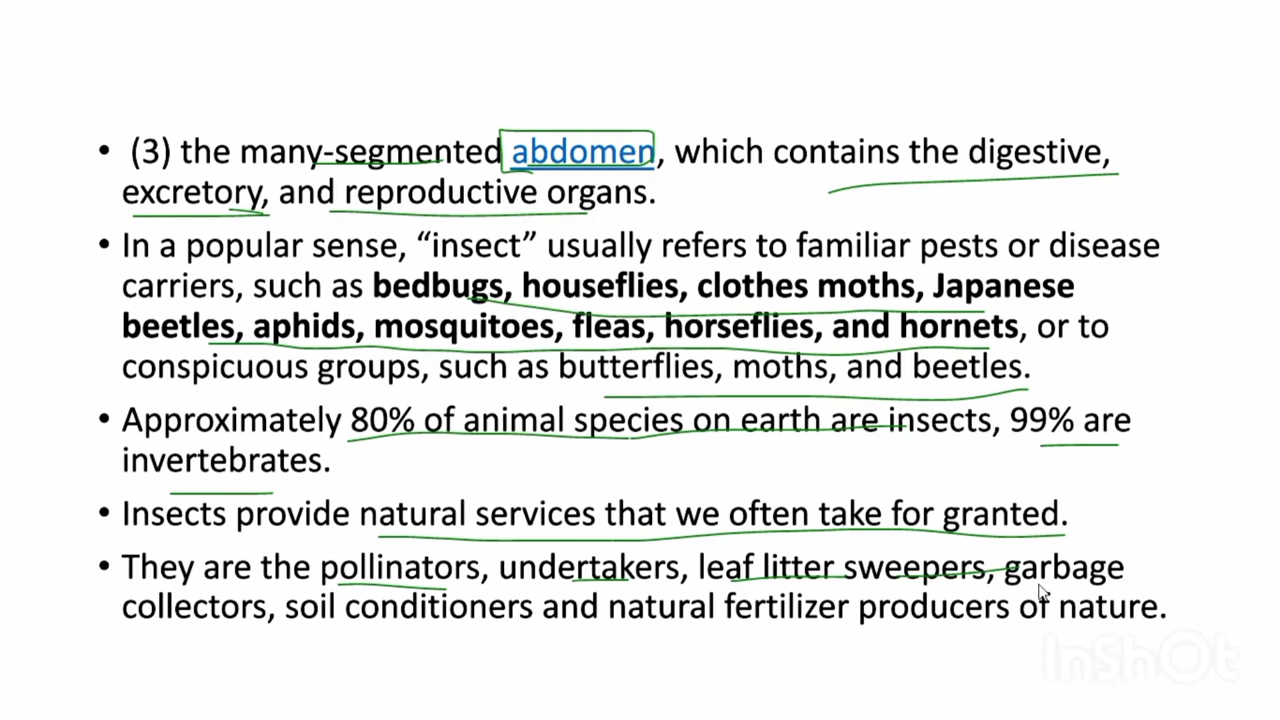 • (3) the many-segmented abdomen, which contains the digestive,
excretory, and reproductive organs.
• In a popular sense, “insect” usually refers to familiar pests or disease
carriers, such as bedbugs, houseflies, clothes moths, Japanese
beetles, aphids, mosquitoes, fleas, horseflies, and hornets, or to
conspicuous groups, such as butterflies, moths, and beetles.
• Approximately 80% of animal species on earth are insects, 99% are
invertebrates.
• Insects provide natural services that we often take for granted.
• They are the pollinators, undertakers, leaf litter sweepers, garbage
collectors, soil conditioners and natural fertilizer producers of nature.
InShOt